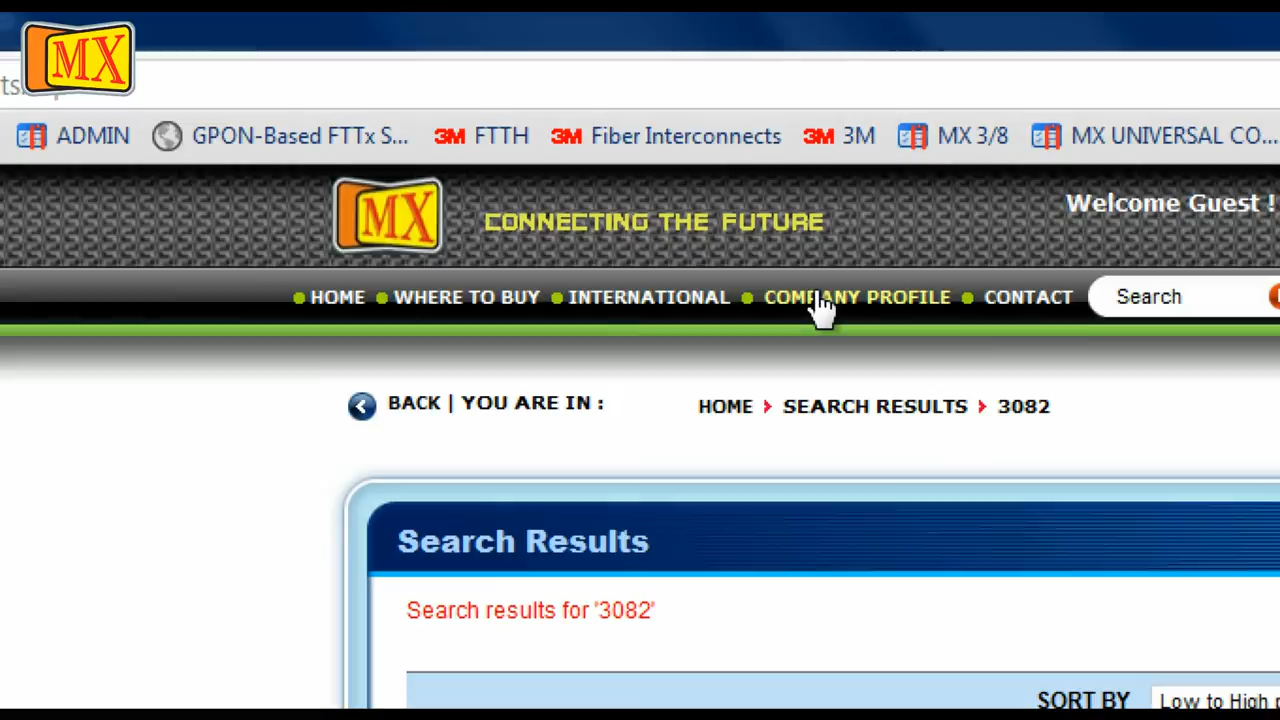 MX
ts
ADMIN GPON-Based FTTx S... 3M FTTH 3M Fiber Interconnects 3M 3M MX 3/8 MX UNIVERSAL CO...
MX CONNECTING THE FUTURE Welcome Guest !
HOME WHERE TO BUY INTERNATIONAL COMPANY PROFILE CONTACT Search
BACK | YOU ARE IN : HOME SEARCH RESULTS 3082
Search Results
Search results for '3082'
SORT BY Low to High